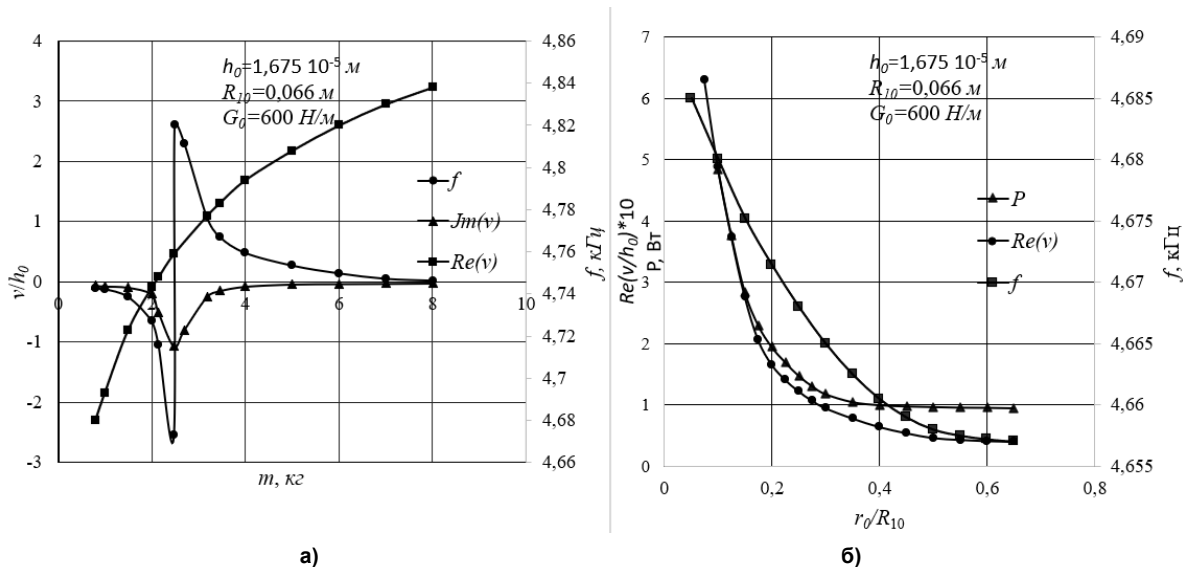 4
3
2
1
0
-1
-2
-3
v/h₀
0
2
4
6
8
10
m, кг
4,86
4,84
4,82
4,8
4,78
4,76
4,74
4,72
4,7
4,68
4,66
f, кГц
h₀=1,675 10⁻⁵ м
R₁₀=0,066 м
G₀=600 Н/м
f
Jm(v)
Re(v)
а)
7
6
5
4
3
2
1
0
Re(v/h₀)*10
P, Вт
0
0,2
0,4
0,6
0,8
r₀/R₁₀
4,69
4,685
4,68
4,675
4,67
4,665
4,66
4,655
f, кГц
h₀=1,675 10⁻⁵ м
R₁₀=0,066 м
G₀=600 Н/м
P
Re(v)
f
б)